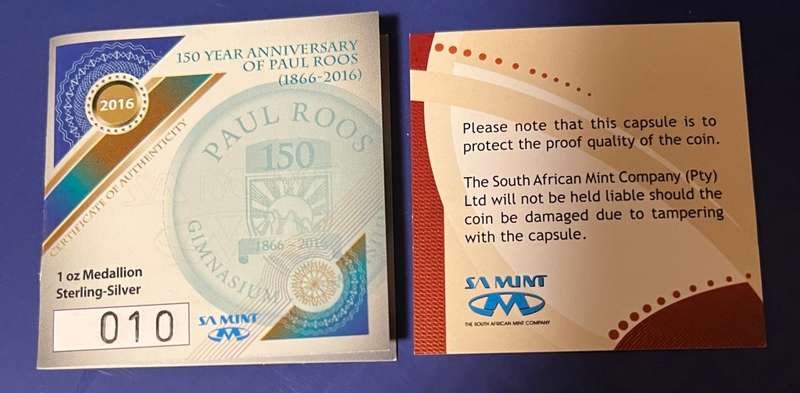 150 YEAR ANNIVERSARY
OF PAUL ROOS
(1866-2016)
2016
CERTIFICATE OF AUTHENTICITY
PAUL ROOS
150
1866 - 201
GIMNASIUM
1 oz Medallion
Sterling-Silver
010
SA MINT
Please note that this capsule is to
protect the proof quality of the coin.
The South African Mint Company (Pty)
Ltd will not be held liable should the
coin be damaged due to tampering
with the capsule.
SA MINT
THE SOUTH AFRICAN MINT COMPANY